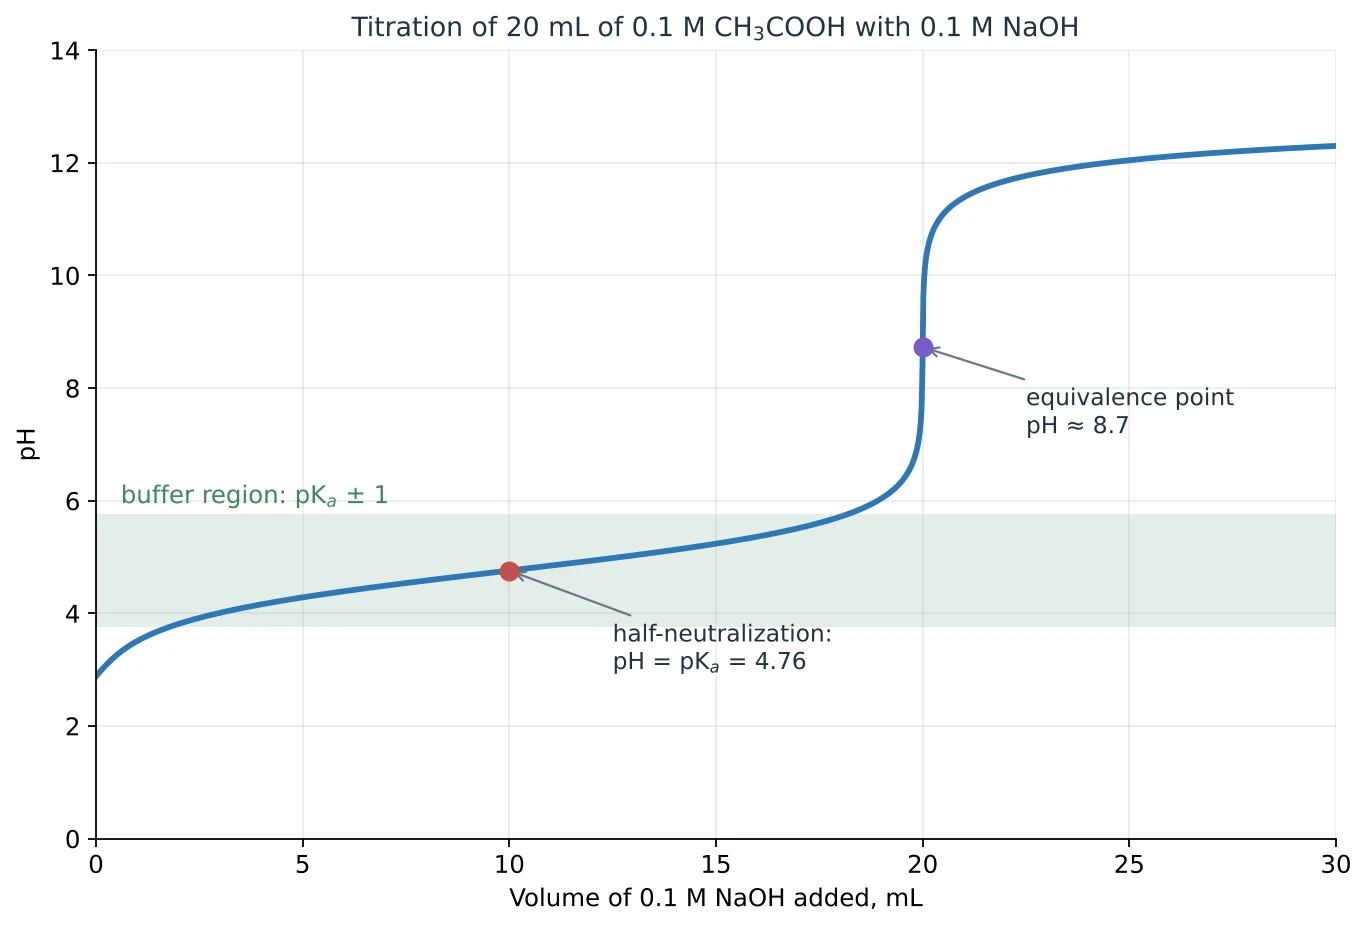 Titration of 20 mL of 0.1 M CH₃COOH with 0.1 M NaOH
14
12
10
8
6
4
2
0
pH
buffer region: pKₐ ± 1
equivalence point
pH ≈ 8.7
half-neutralization:
pH = pKₐ = 4.76
0 5 10 15 20 25 30
Volume of 0.1 M NaOH added, mL